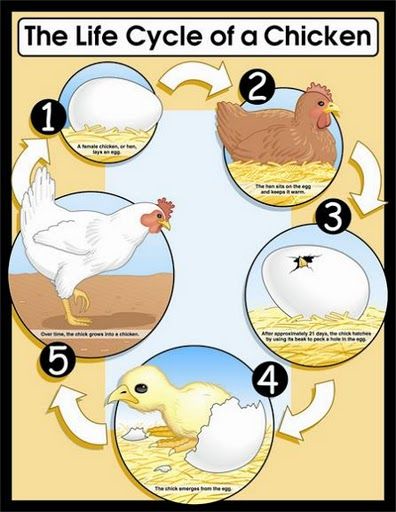 The Life Cycle of a Chicken
1
A female chicken, or hen,
lays an egg.
2
The hen sits on the egg
and keeps it warm.
3
After approximately 21 days, the chick hatches
by using its beak to peck a hole in the egg.
4
The chick emerges from the egg.
5
Over time, the chick grows into a chicken.